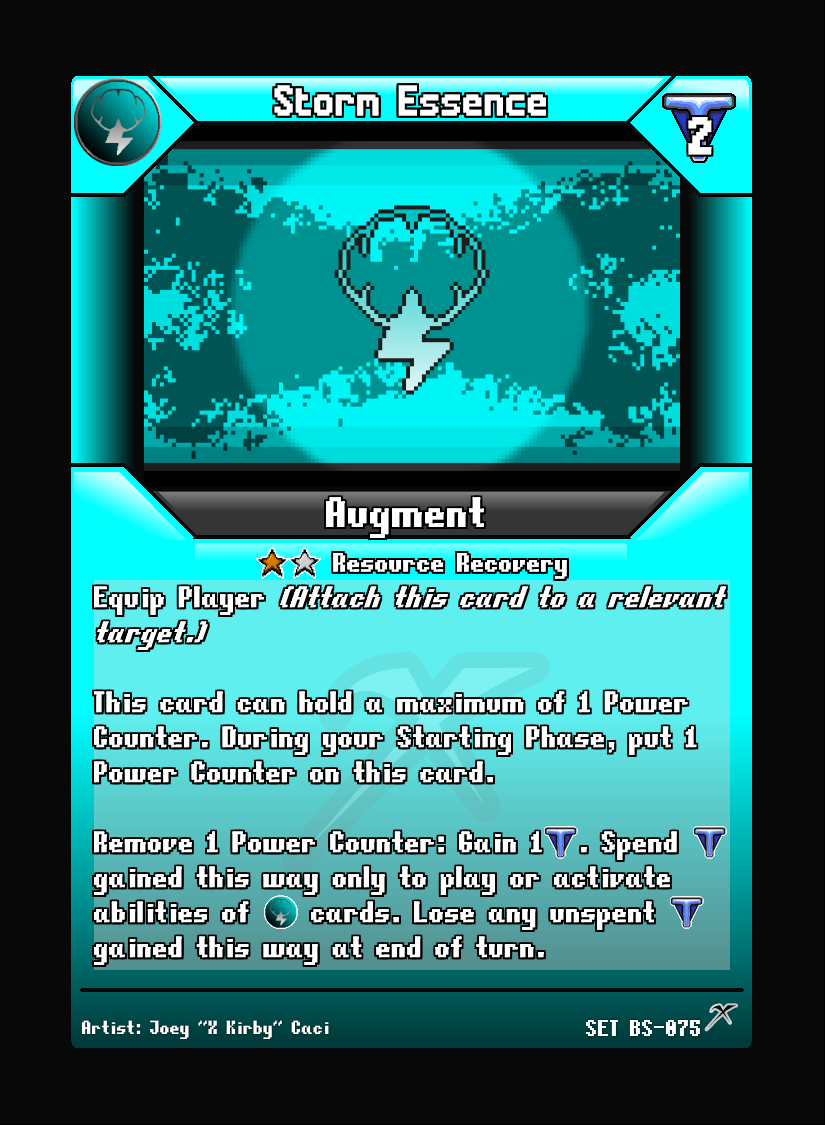 Storm Essence
2
Augment
Resource Recovery
Equip Player (Attach this card to a relevant
target.)
This card can hold a maximum of 1 Power
Counter. During your Starting Phase, put 1
Power Counter on this card.
Remove 1 Power Counter: Gain 1 . Spend
gained this way only to play or activate
abilities of cards. Lose any unspent
gained this way at end of turn.
Artist: Joey "X Kirby" Caci
SET BS-075